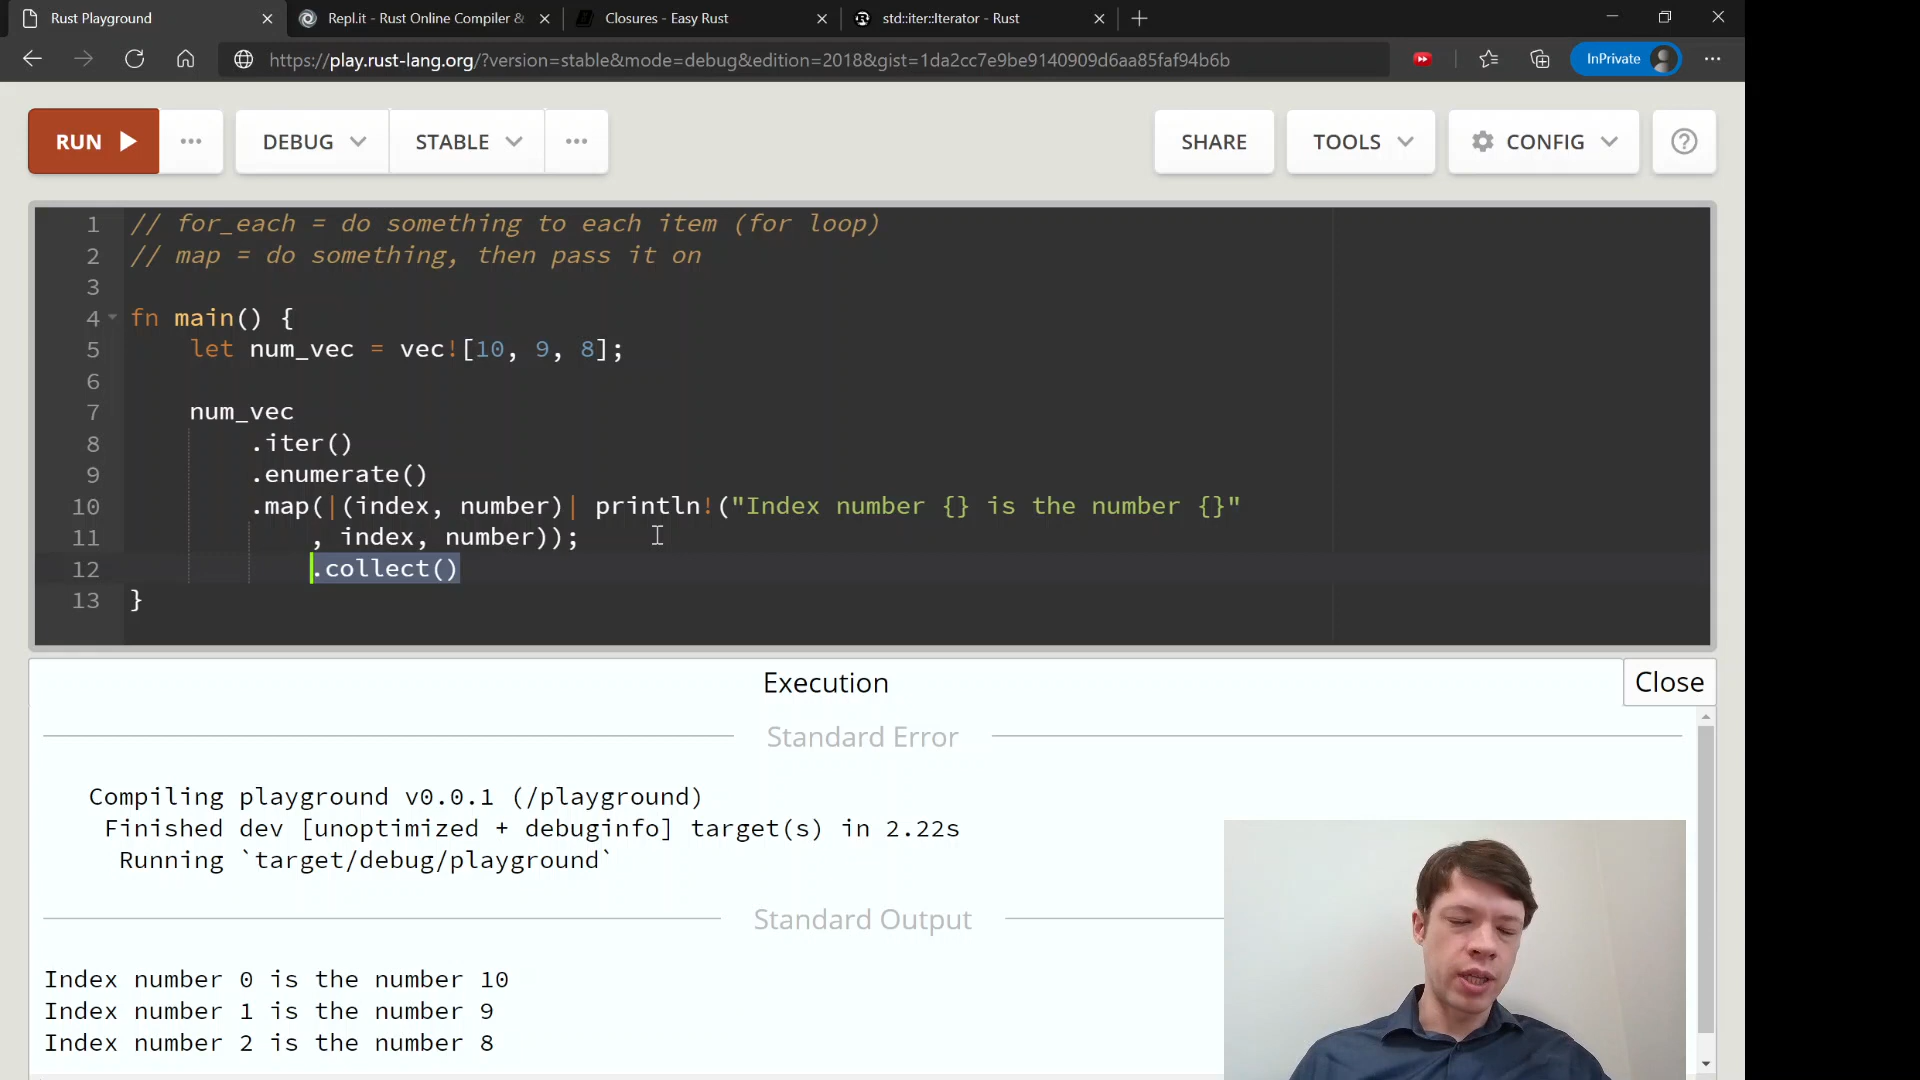 Rust Playground
Repl.it - Rust Online Compiler &
Closures - Easy Rust
std::iter::Iterator - Rust
https://play.rust-lang.org/?version=stable&mode=debug&edition=2018&gist=1da2cc7e9be9140909d6aa85faf94b6b
InPrivate
RUN
DEBUG
STABLE
SHARE
TOOLS
CONFIG
1 // for_each = do something to each item (for loop)
2 // map = do something, then pass it on
3
4 fn main() {
5 let num_vec = vec![10, 9, 8];
6
7 num_vec
8 .iter()
9 .enumerate()
10 .map(|(index, number)| println!("Index number {} is the number {}"
11 , index, number));
12 .collect()
13 }
Execution
Close
Standard Error
Compiling playground v0.0.1 (/playground)
Finished dev [unoptimized + debuginfo] target(s) in 2.22s
Running `target/debug/playground`
Standard Output
Index number 0 is the number 10
Index number 1 is the number 9
Index number 2 is the number 8